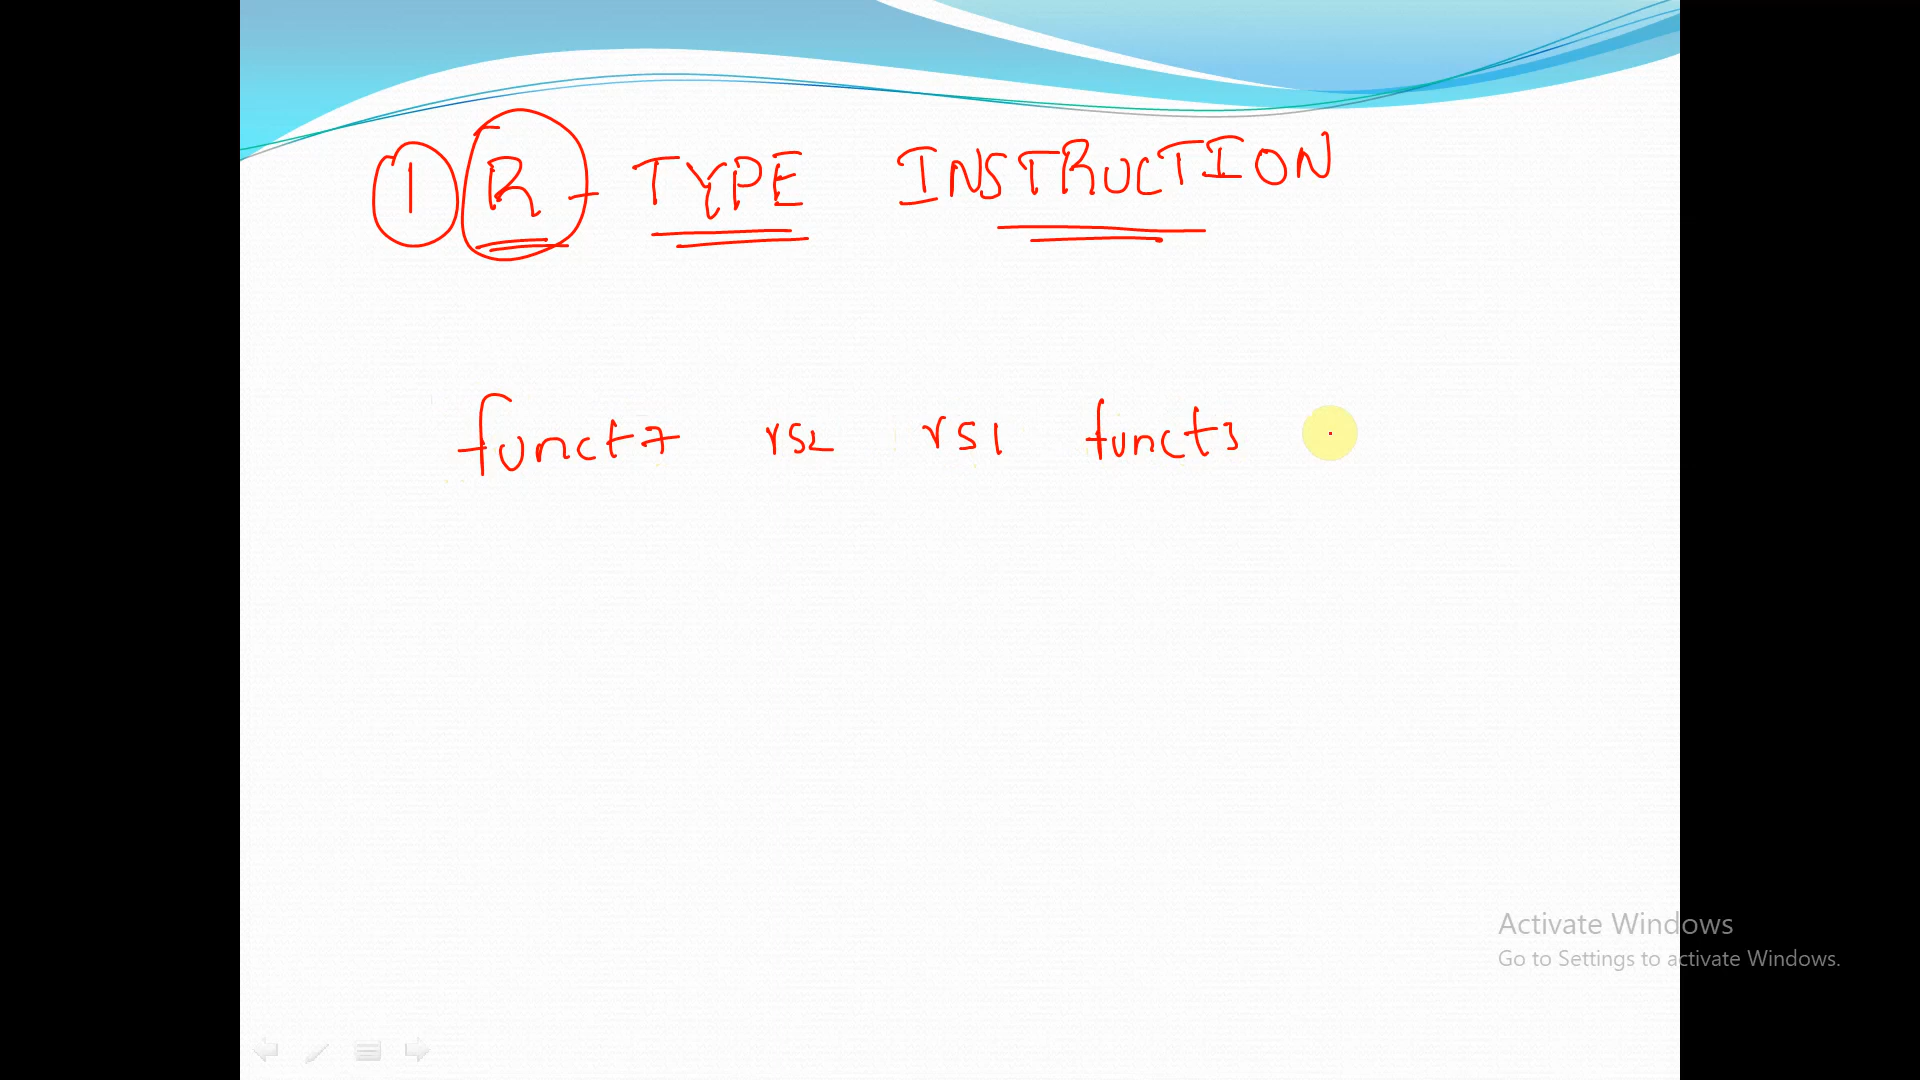 1 R - TYPE INSTRUCTION
funct7 rs2 rs1 funct3
Activate Windows
Go to Settings to activate Windows.